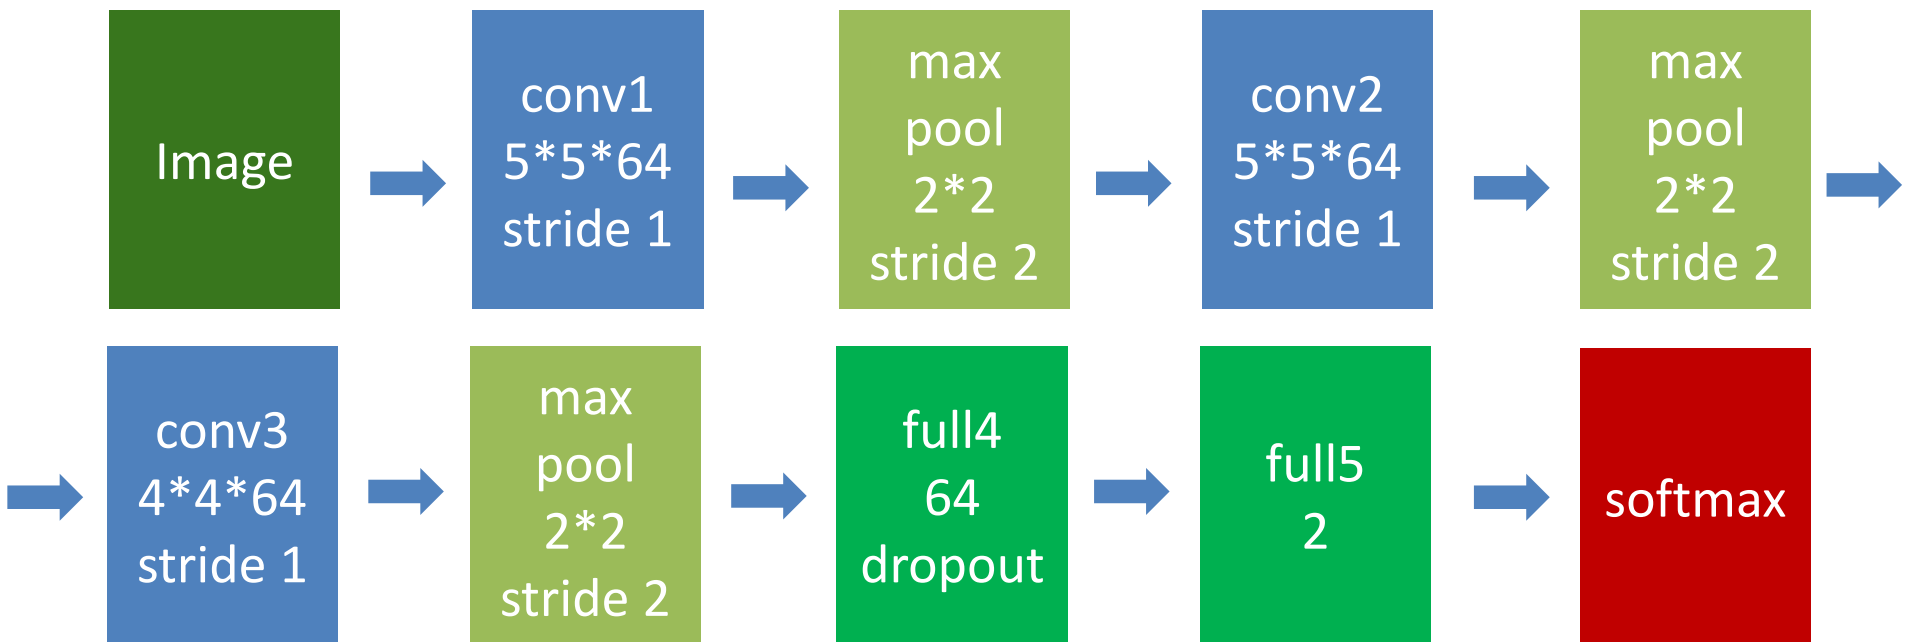 Image
conv1
5*5*64
stride 1
max
pool
2*2
stride 2
conv2
5*5*64
stride 1
max
pool
2*2
stride 2
conv3
4*4*64
stride 1
max
pool
2*2
stride 2
full4
64
dropout
full5
2
softmax